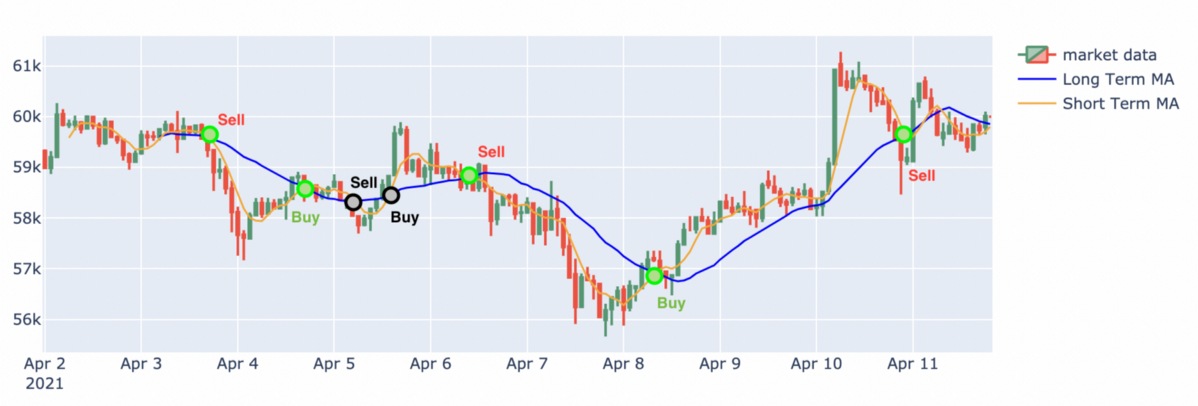 61k
60k
59k
58k
57k
56k
Sell
Buy
Sell
Buy
Sell
Buy
Sell
Apr 2
2021
Apr 3
Apr 4
Apr 5
Apr 6
Apr 7
Apr 8
Apr 9
Apr 10
Apr 11
market data
Long Term MA
Short Term MA